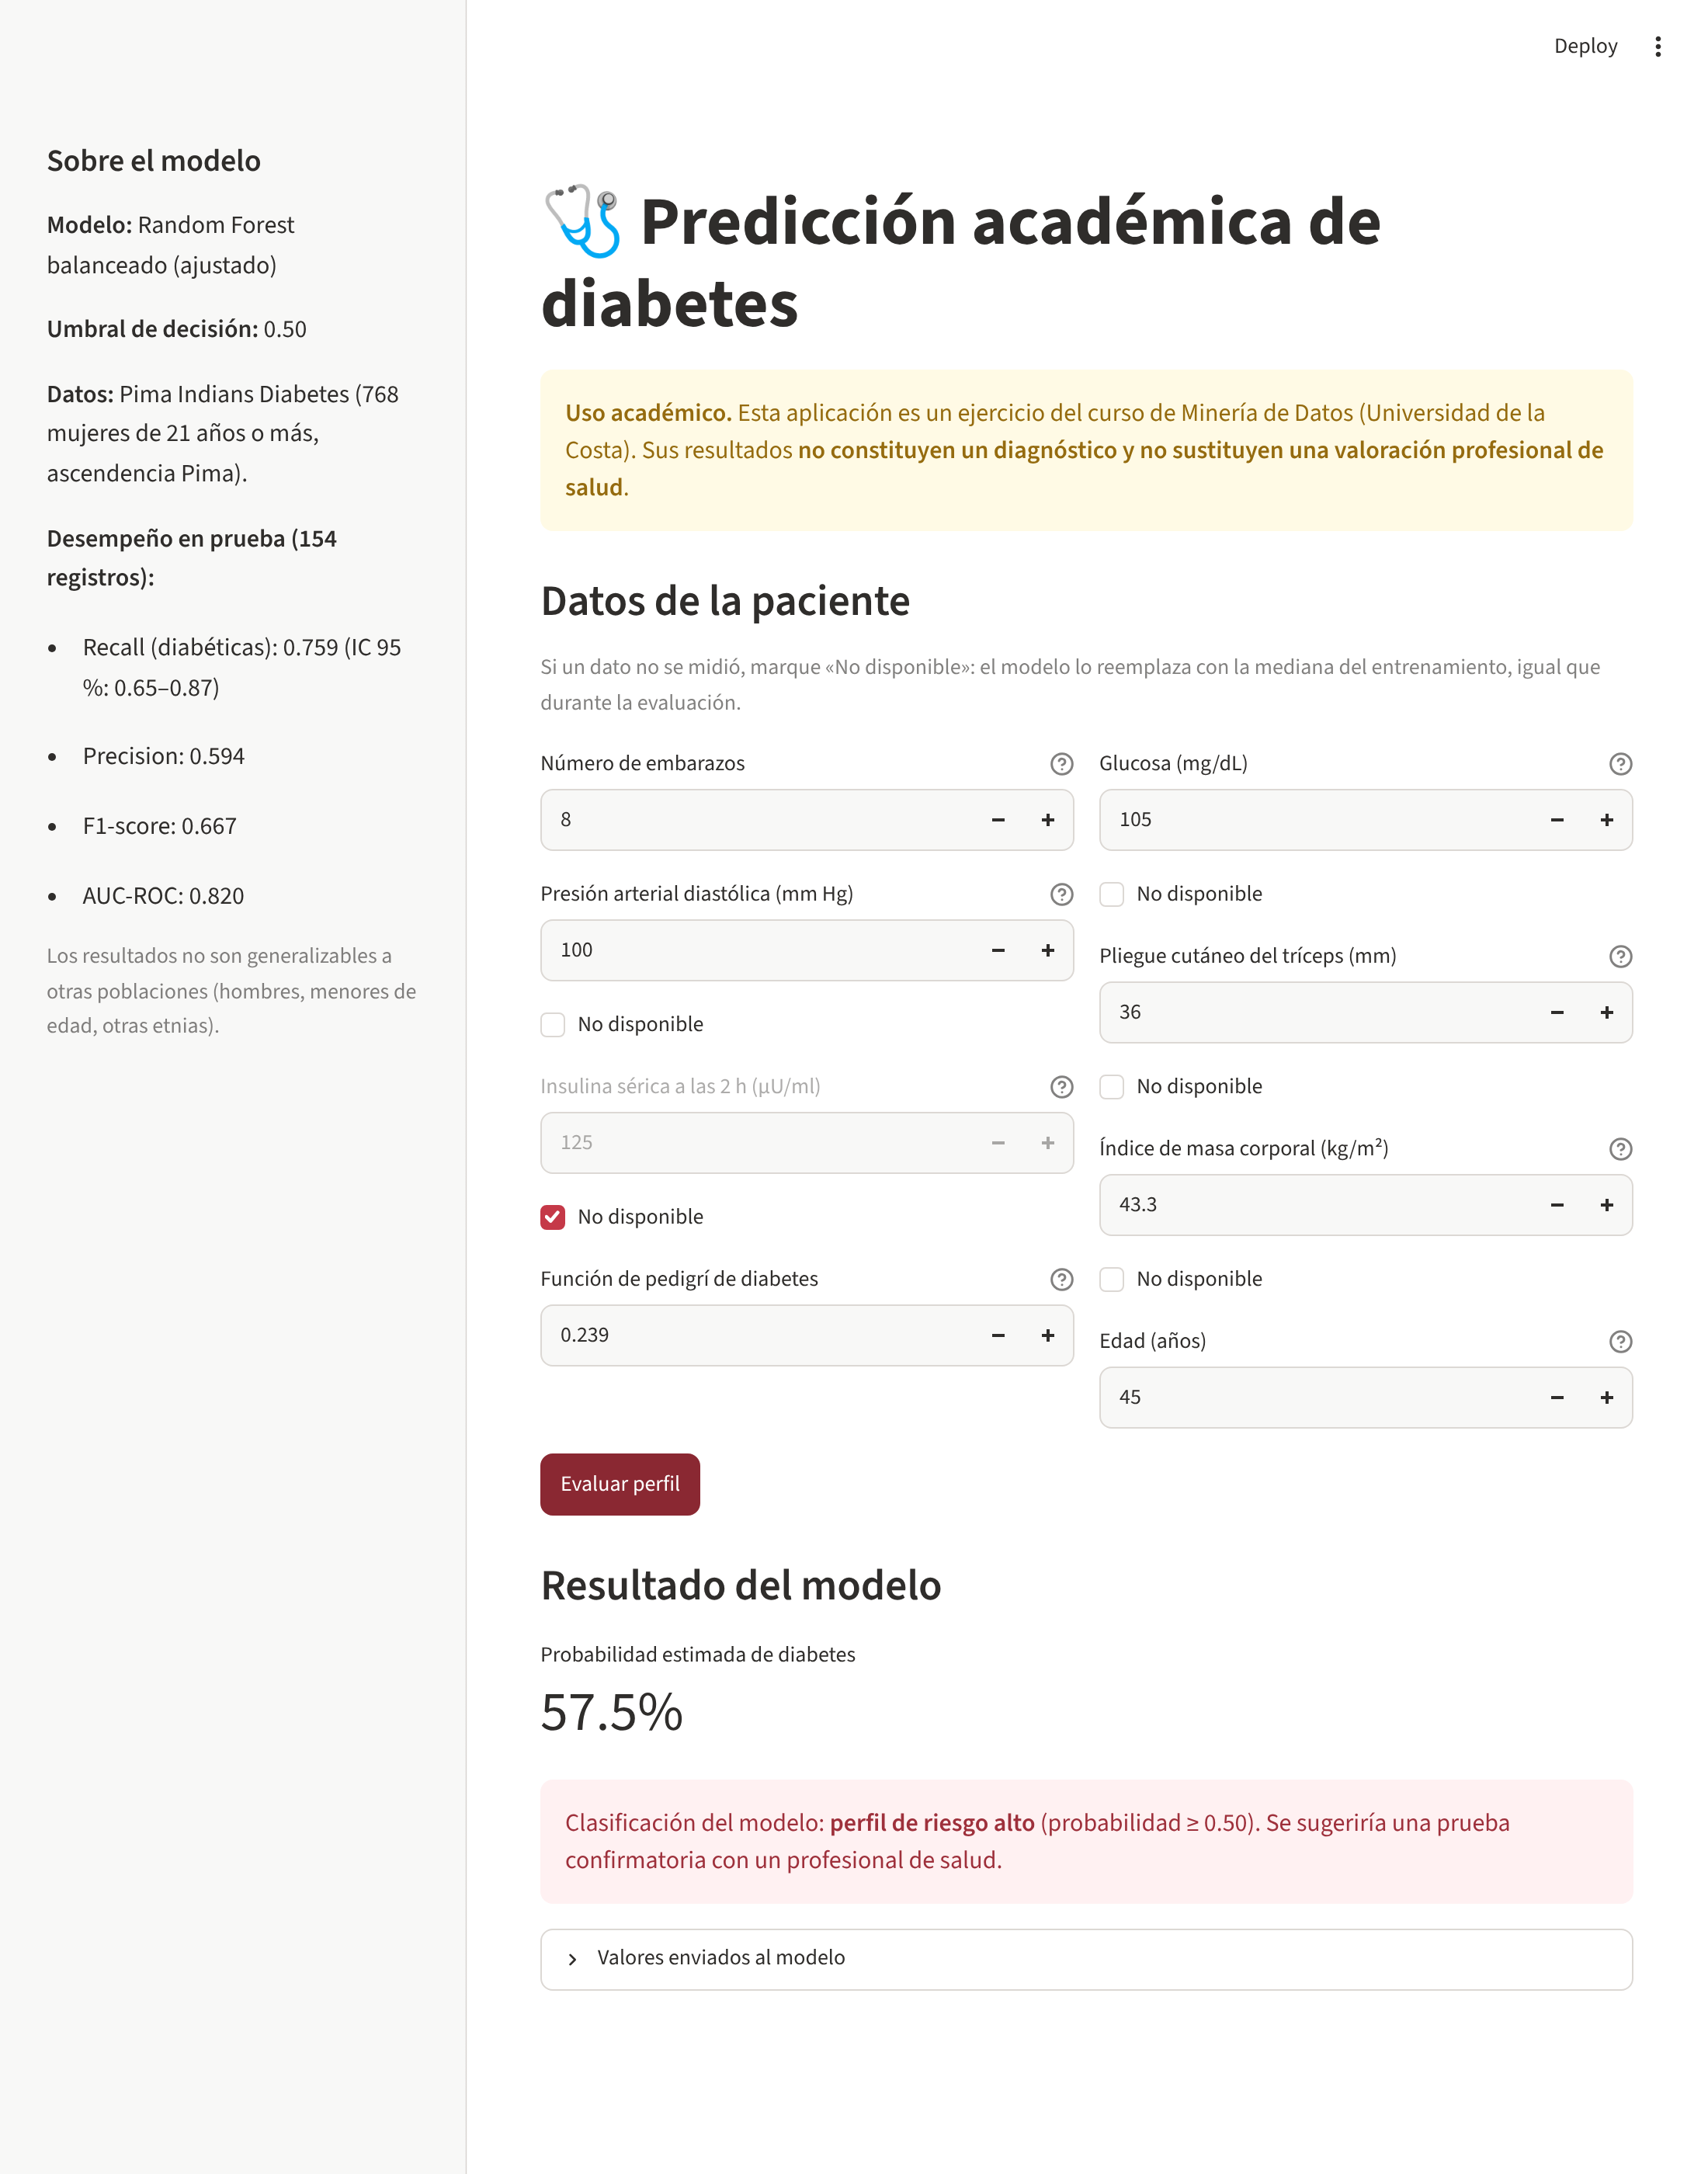 Deploy
Sobre el modelo
Modelo: Random Forest
balanceado (ajustado)
Umbral de decisión: 0.50
Datos: Pima Indians Diabetes (768
mujeres de 21 años o más,
ascendencia Pima).
Desempeño en prueba (154
registros):
• Recall (diabéticas): 0.759 (IC 95
%: 0.65–0.87)
• Precision: 0.594
• F1-score: 0.667
• AUC-ROC: 0.820
Los resultados no son generalizables a
otras poblaciones (hombres, menores de
edad, otras etnias).
Predicción académica de
diabetes
Uso académico. Esta aplicación es un ejercicio del curso de Minería de Datos (Universidad de la
Costa). Sus resultados no constituyen un diagnóstico y no sustituyen una valoración profesional de
salud.
Datos de la paciente
Si un dato no se midió, marque «No disponible»: el modelo lo reemplaza con la mediana del entrenamiento, igual que
durante la evaluación.
Número de embarazos
8
Presión arterial diastólica (mm Hg)
100
No disponible
Insulina sérica a las 2 h (μU/ml)
125
No disponible
Función de pedigrí de diabetes
0.239
Glucosa (mg/dL)
105
No disponible
Pliegue cutáneo del tríceps (mm)
36
No disponible
Índice de masa corporal (kg/m²)
43.3
No disponible
Edad (años)
45
Evaluar perfil
Resultado del modelo
Probabilidad estimada de diabetes
57.5%
Clasificación del modelo: perfil de riesgo alto (probabilidad ≥ 0.50). Se sugeriría una prueba
confirmatoria con un profesional de salud.
Valores enviados al modelo